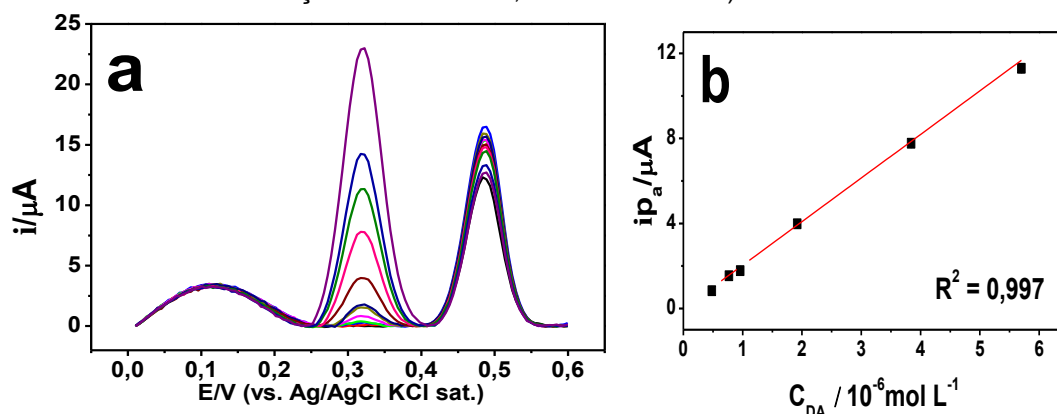 a
i/μA
25
20
15
10
5
0
0,0 0,1 0,2 0,3 0,4 0,5 0,6
E/V (vs. Ag/AgCl KCl sat.)
b
ip_a/μA
12
8
4
0
R² = 0,997
0 1 2 3 4 5 6
C_DA / 10⁻⁶mol L⁻¹